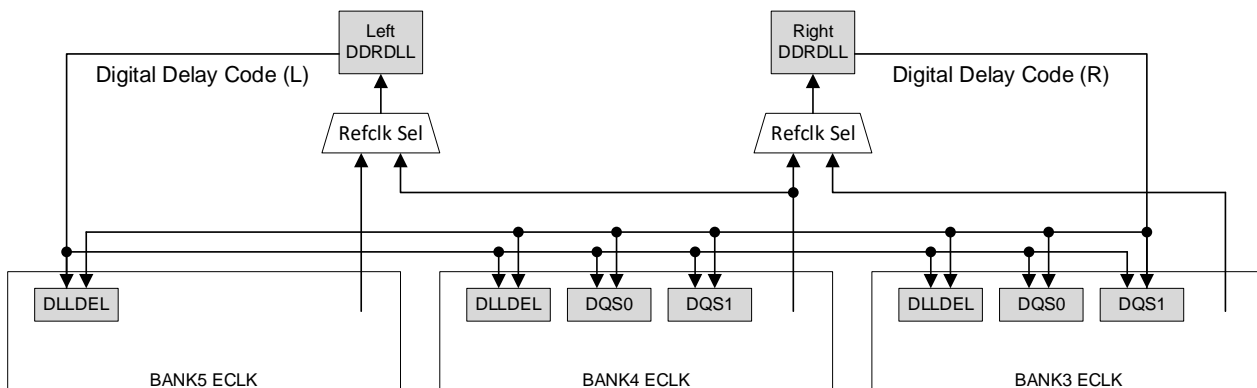 Left
DDRDLL
Right
DDRDLL
Digital Delay Code (L)
Digital Delay Code (R)
Refclk Sel
Refclk Sel
DLLDEL
DLLDEL
DQS0
DQS1
DLLDEL
DQS0
DQS1
BANK5 ECLK
BANK4 ECLK
BANK3 ECLK